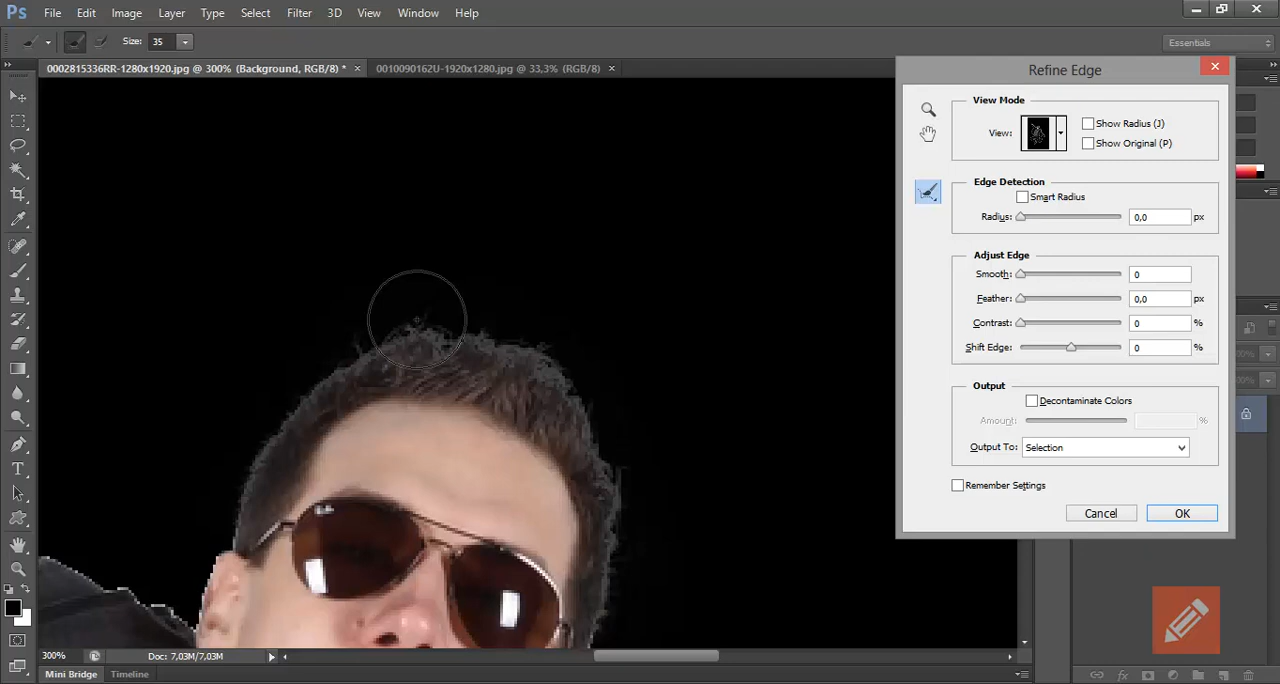 Ps File Edit Image Layer Type Select Filter 3D View Window Help
Size: 35
Essentials
0002815336RR-1280x1920.jpg @ 300% (Background, RGB/8) * × 0010090162U-1920x1280.jpg @ 33,3% (RGB/8) ×
Refine Edge
View Mode
View:
Show Radius (J)
Show Original (P)
Edge Detection
Smart Radius
Radius: 0,0 px
Adjust Edge
Smooth: 0
Feather: 0,0 px
Contrast: 0 %
Shift Edge: 0 %
Output
Decontaminate Colors
Amount: %
Output To: Selection
Remember Settings
Cancel OK
Ray-Ban
300% Doc: 7,03M/7,03M
Mini Bridge Timeline
fx